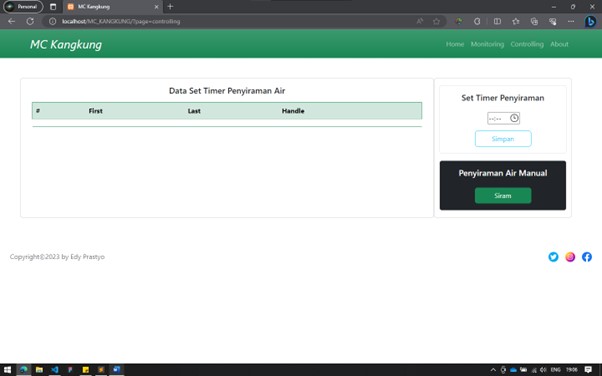 Personal
MC Kangkung
localhost/MC_KANGKUNG/?page=controlling
MC Kangkung
Home Monitoring Controlling About
Data Set Timer Penyiraman Air
# First Last Handle
Set Timer Penyiraman
--:--
Simpan
Penyiraman Air Manual
Siram
Copyright©2023 by Edy Prastyo
ENG 19:06